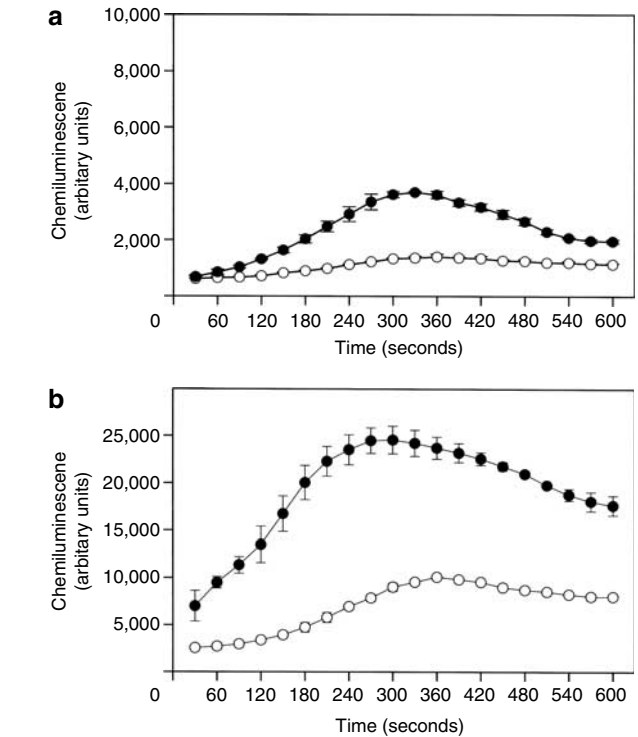 a
10,000
8,000
6,000
4,000
2,000
Chemiluminescene
(arbitary units)
0 60 120 180 240 300 360 420 480 540 600
Time (seconds)
b
25,000
20,000
15,000
10,000
5,000
Chemiluminescene
(arbitary units)
0 60 120 180 240 300 360 420 480 540 600
Time (seconds)